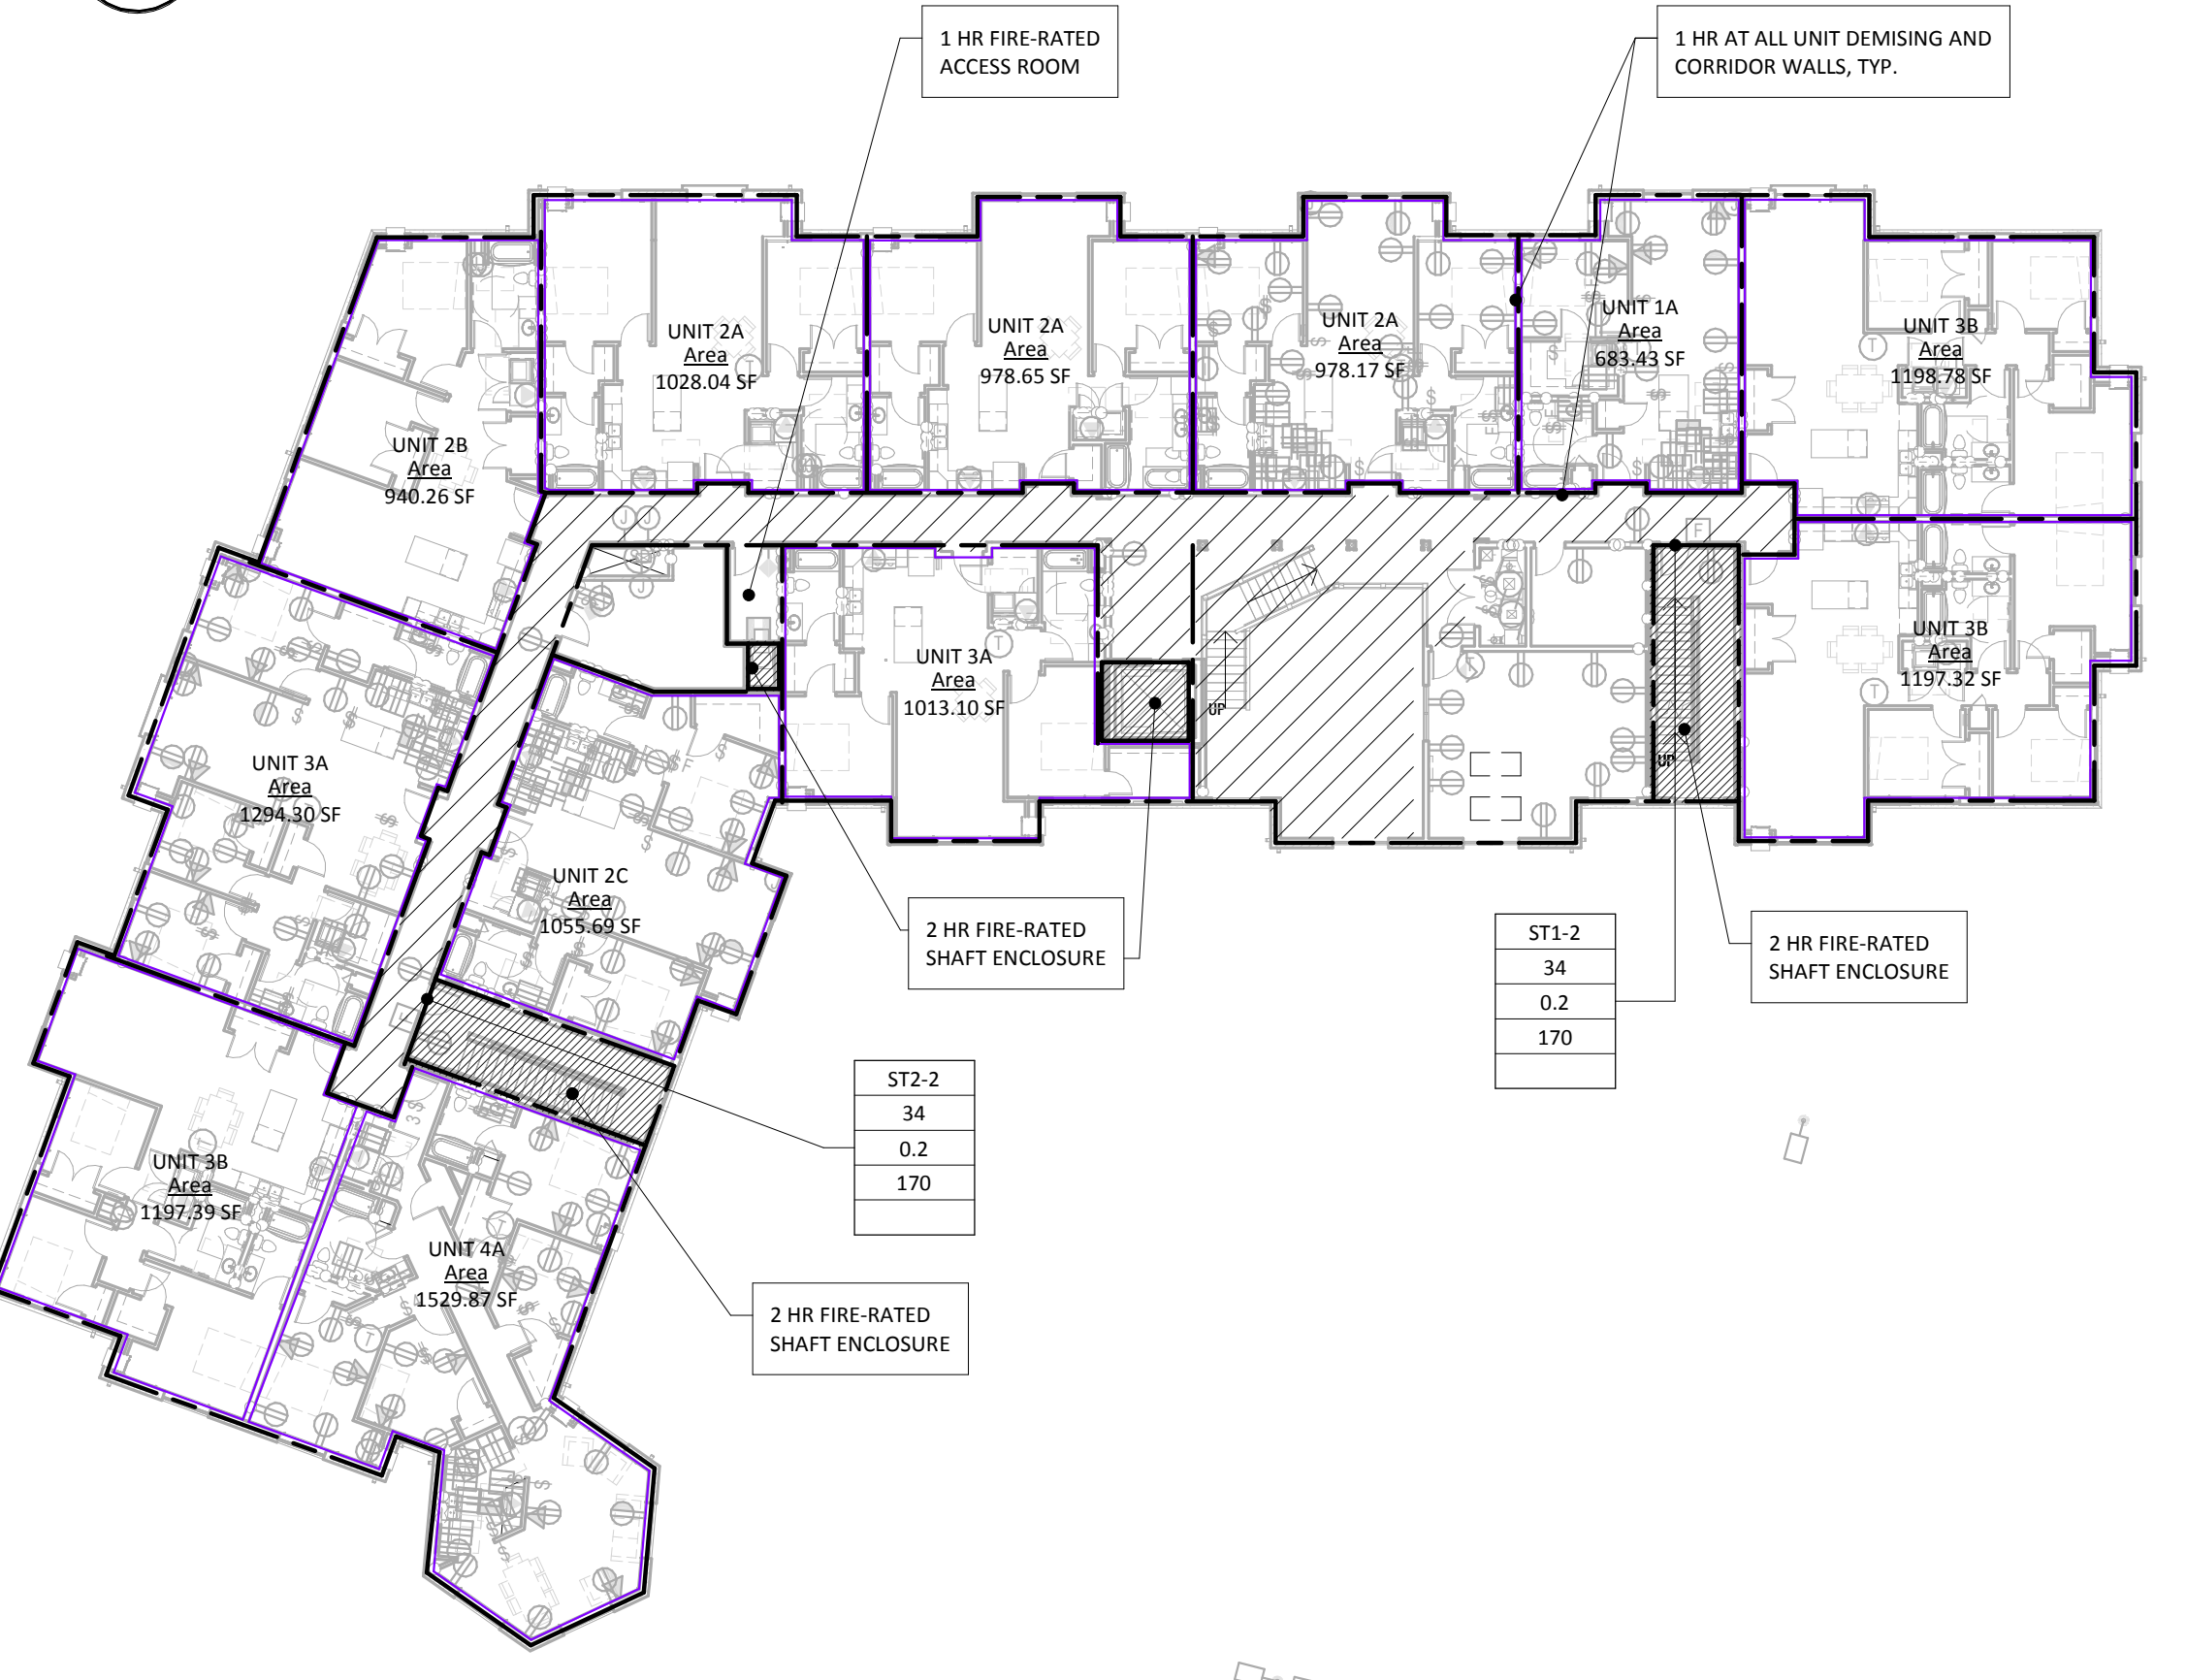 1 HR FIRE-RATED
ACCESS ROOM
1 HR AT ALL UNIT DEMISING AND
CORRIDOR WALLS, TYP.
UNIT 2A
Area
1028.04 SF
UNIT 2A
Area
978.65 SF
UNIT 2A
Area
978.17 SF
UNIT 1A
Area
683.43 SF
UNIT 3B
Area
1198.78 SF
UNIT 2B
Area
940.26 SF
UNIT 3A
Area
1013.10 SF
UNIT 3B
Area
1197.32 SF
UP
UP
UNIT 3A
Area
1294.30 SF
UNIT 2C
Area
1055.69 SF
2 HR FIRE-RATED
SHAFT ENCLOSURE
ST1-2
34
0.2
170
2 HR FIRE-RATED
SHAFT ENCLOSURE
ST2-2
34
0.2
170
UNIT 3B
Area
1197.39 SF
UNIT 4A
Area
1529.87 SF
2 HR FIRE-RATED
SHAFT ENCLOSURE